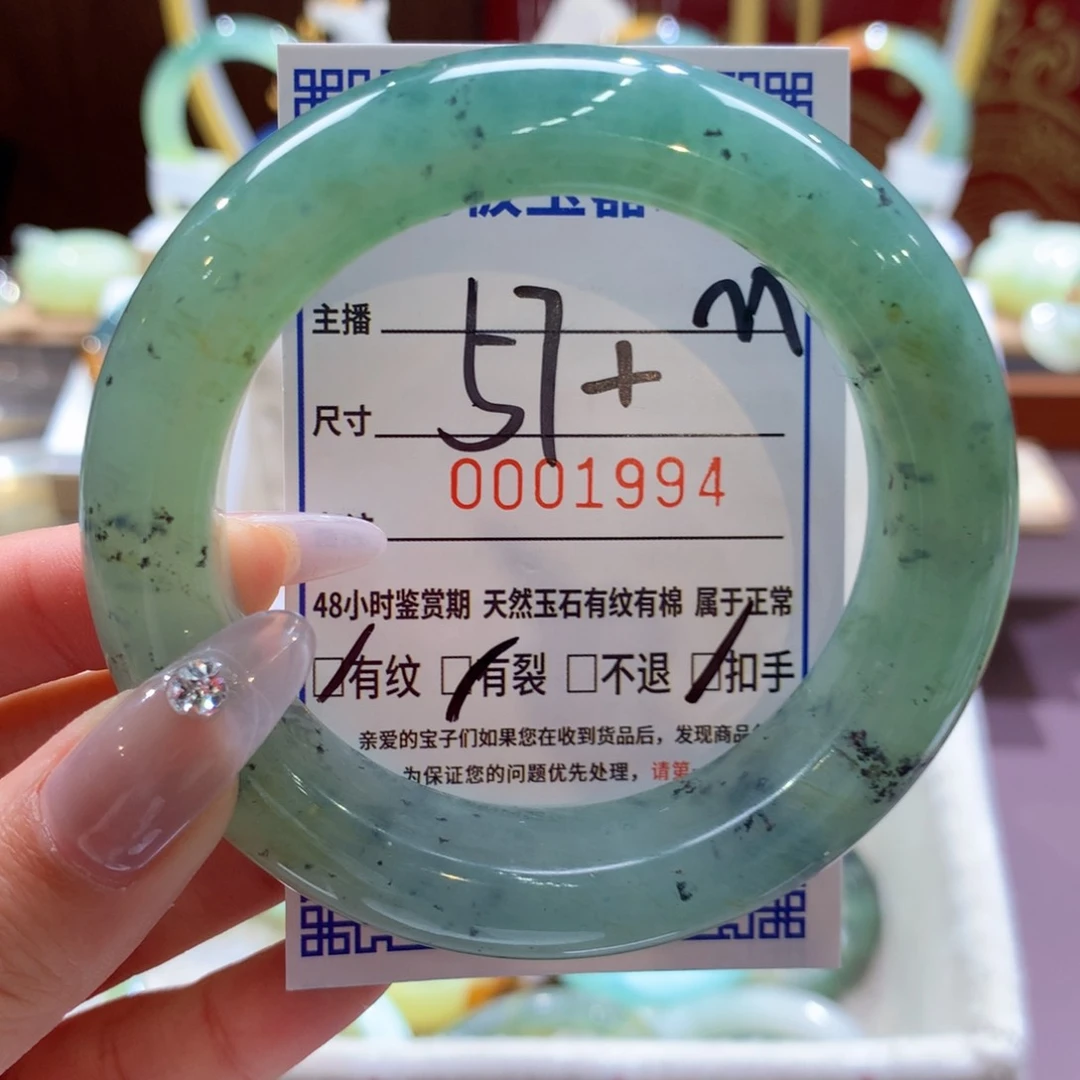 主播
m
57+
尺寸
0001994
48小时鉴赏期 天然玉石有纹有棉 属于正常
□有纹 □有裂 □不退 □扣手
亲爱的宝子们如果您在收到货品后，发现商品
为保证您的问题优先处理，请第一